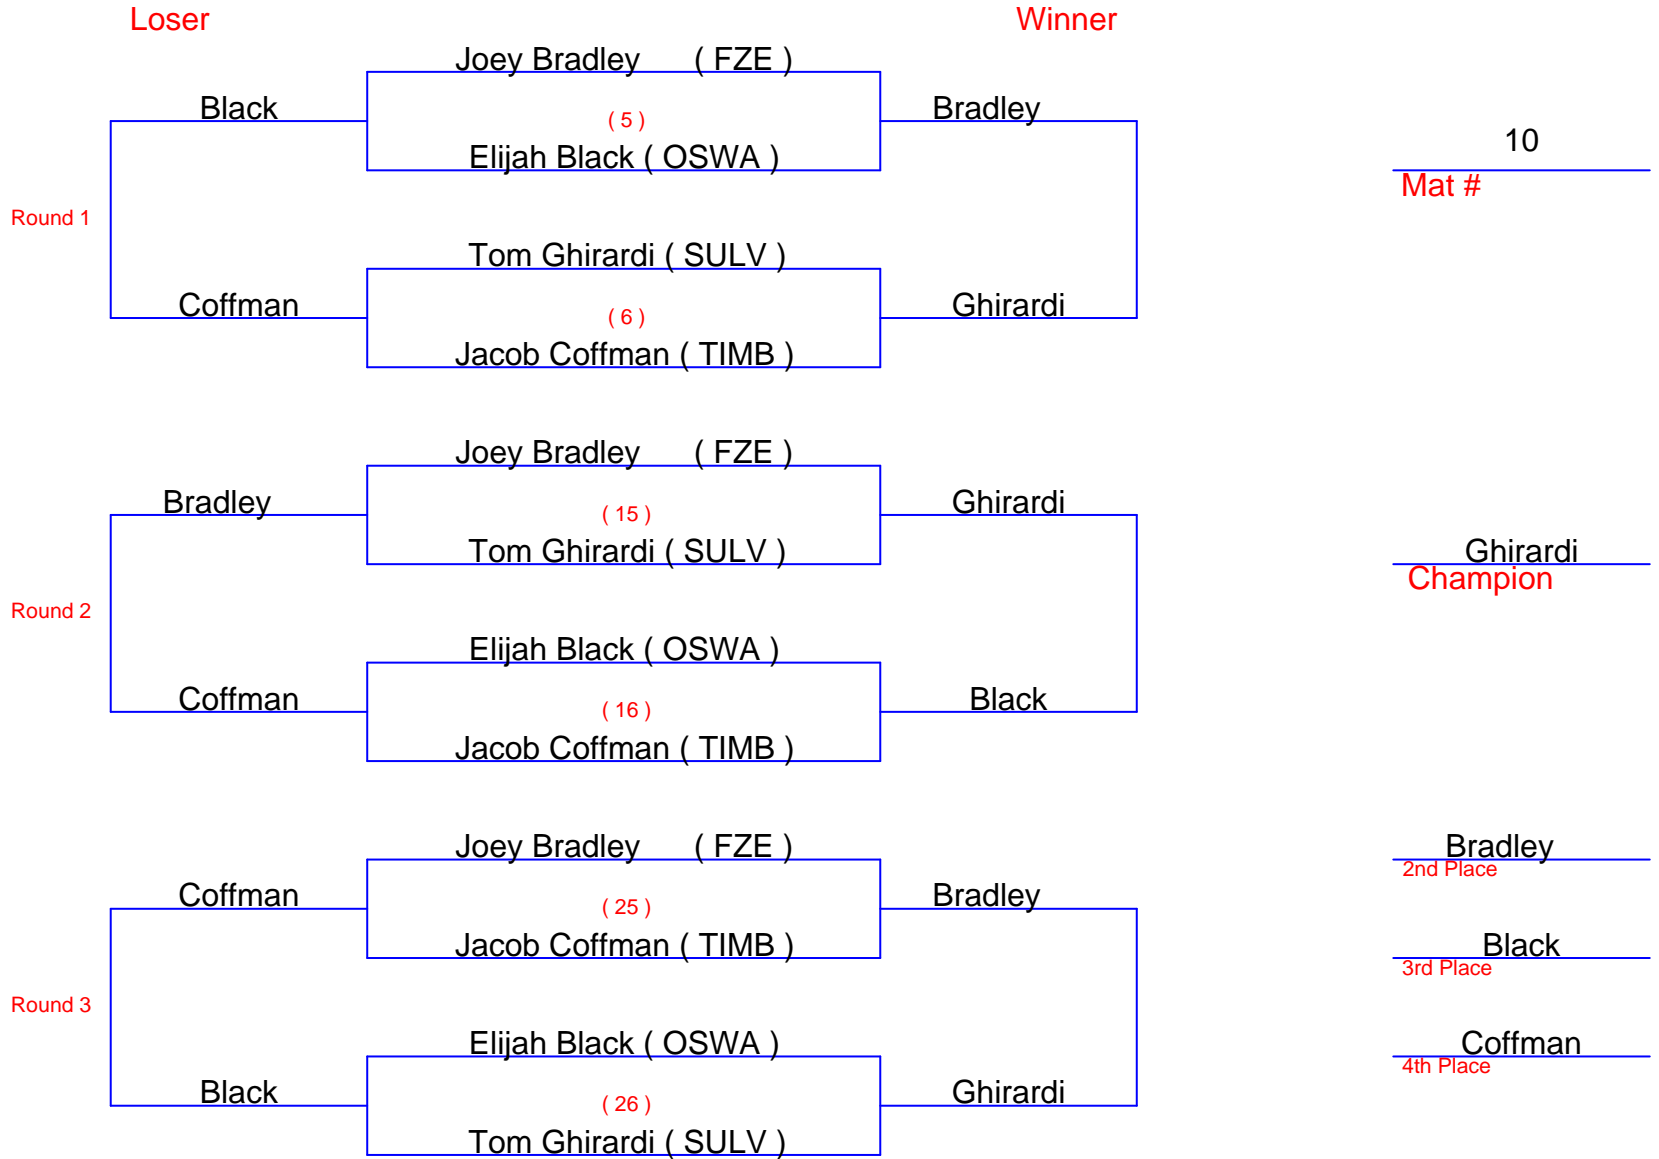 Loser Winner
Joey Bradley ( FZE )
Black Bradley
( 5 )
10
Elijah Black ( OSWA )
Mat #
Round 1
Tom Ghirardi ( SULV )
Coffman Ghirardi
( 6 )
Jacob Coffman ( TIMB )
Joey Bradley ( FZE )
Bradley Ghirardi
( 15 )
Tom Ghirardi ( SULV ) Ghirardi
Champion
Round 2
Elijah Black ( OSWA )
Coffman Black
( 16 )
Jacob Coffman ( TIMB )
Joey Bradley ( FZE ) Bradley
2nd Place
Coffman Bradley
( 25 )
Jacob Coffman ( TIMB ) Black
3rd Place
Round 3
Elijah Black ( OSWA ) Coffman
4th Place
Black Ghirardi
( 26 )
Tom Ghirardi ( SULV )